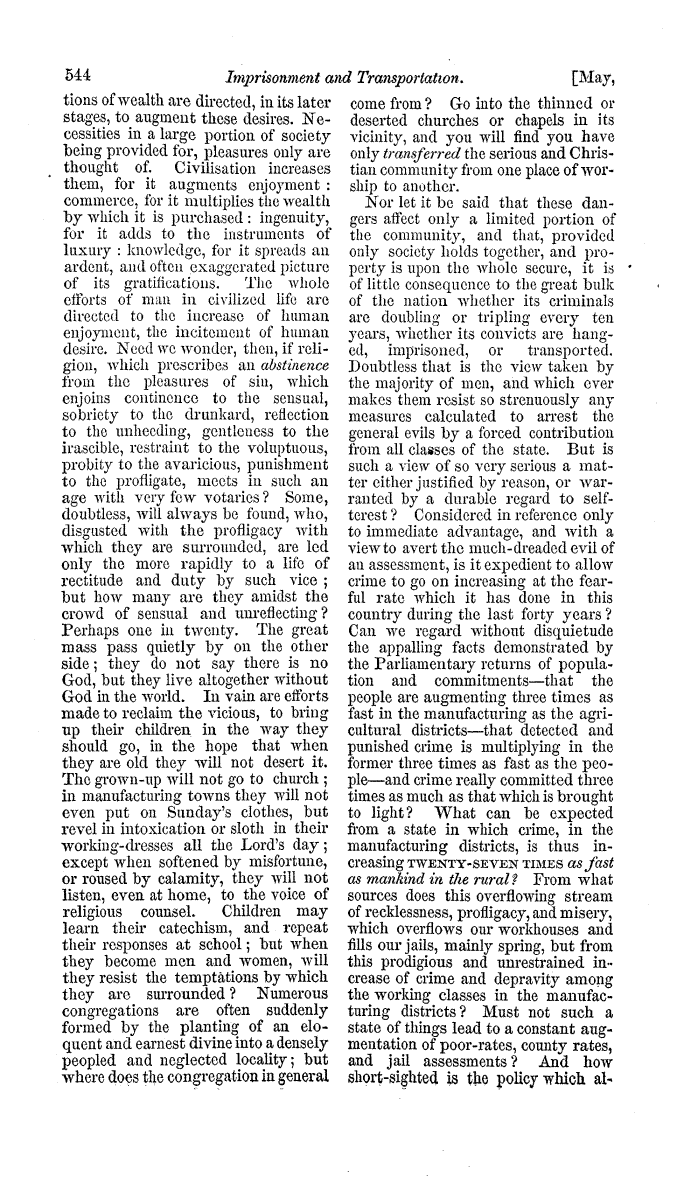 544 Imprisonment and Transportation. [May,
tions of wealth are directed, in its later
stages, to augment these desires. Ne-
cessities in a large portion of society
being provided for, pleasures only are
thought of. Civilisation increases
them, for it augments enjoyment :
commerce, for it multiplies the wealth
by which it is purchased : ingenuity,
for it adds to the instruments of
luxury : knowledge, for it spreads an
ardent, and often exaggerated picture
of its gratifications. The whole
efforts of man in civilized life are
directed to the increase of human
enjoyment, the incitement of human
desire. Need we wonder, then, if reli-
gion, which prescribes an abstinence
from the pleasures of sin, which
enjoins continence to the sensual,
sobriety to the drunkard, reflection
to the unheeding, gentleness to the
irascible, restraint to the voluptuous,
probity to the avaricious, punishment
to the profligate, meets in such an
age with very few votaries? Some,
doubtless, will always be found, who,
disgusted with the profligacy with
which they are surrounded, are led
only the more rapidly to a life of
rectitude and duty by such vice ;
but how many are they amidst the
crowd of sensual and unreflecting?
Perhaps one in twenty. The great
mass pass quietly by on the other
side ; they do not say there is no
God, but they live altogether without
God in the world. In vain are efforts
made to reclaim the vicious, to bring
up their children in the way they
should go, in the hope that when
they are old they will not desert it.
The grown-up will not go to church ;
in manufacturing towns they will not
even put on Sunday's clothes, but
revel in intoxication or sloth in their
working-dresses all the Lord's day ;
except when softened by misfortune,
or roused by calamity, they will not
listen, even at home, to the voice of
religious counsel. Children may
learn their catechism, and repeat
their responses at school ; but when
they become men and women, will
they resist the temptations by which
they are surrounded? Numerous
congregations are often suddenly
formed by the planting of an elo-
quent and earnest divine into a densely
peopled and neglected locality ; but
where does the congregation in general
come from? Go into the thinned or
deserted churches or chapels in its
vicinity, and you will find you have
only transferred the serious and Chris-
tian community from one place of wor-
ship to another.
Nor let it be said that these dan-
gers affect only a limited portion of
the community, and that, provided
only society holds together, and pro-
perty is upon the whole secure, it is
of little consequence to the great bulk
of the nation whether its criminals
are doubling or tripling every ten
years, whether its convicts are hang-
ed, imprisoned, or transported.
Doubtless that is the view taken by
the majority of men, and which ever
makes them resist so strenuously any
measures calculated to arrest the
general evils by a forced contribution
from all classes of the state. But is
such a view of so very serious a mat-
ter either justified by reason, or war-
ranted by a durable regard to self-
terest? Considered in reference only
to immediate advantage, and with a
view to avert the much-dreaded evil of
an assessment, is it expedient to allow
crime to go on increasing at the fear-
ful rate which it has done in this
country during the last forty years?
Can we regard without disquietude
the appalling facts demonstrated by
the Parliamentary returns of popula-
tion and commitments—that the
people are augmenting three times as
fast in the manufacturing as the agri-
cultural districts—that detected and
punished crime is multiplying in the
former three times as fast as the peo-
ple—and crime really committed three
times as much as that which is brought
to light? What can be expected
from a state in which crime, in the
manufacturing districts, is thus in-
creasing TWENTY-SEVEN TIMES as fast
as mankind in the rural? From what
sources does this overflowing stream
of recklessness, profligacy, and misery,
which overflows our workhouses and
fills our jails, mainly spring, but from
this prodigious and unrestrained in-
crease of crime and depravity among
the working classes in the manufac-
turing districts? Must not such a
state of things lead to a constant aug-
mentation of poor-rates, county rates,
and jail assessments? And how
short-sighted is the policy which al-